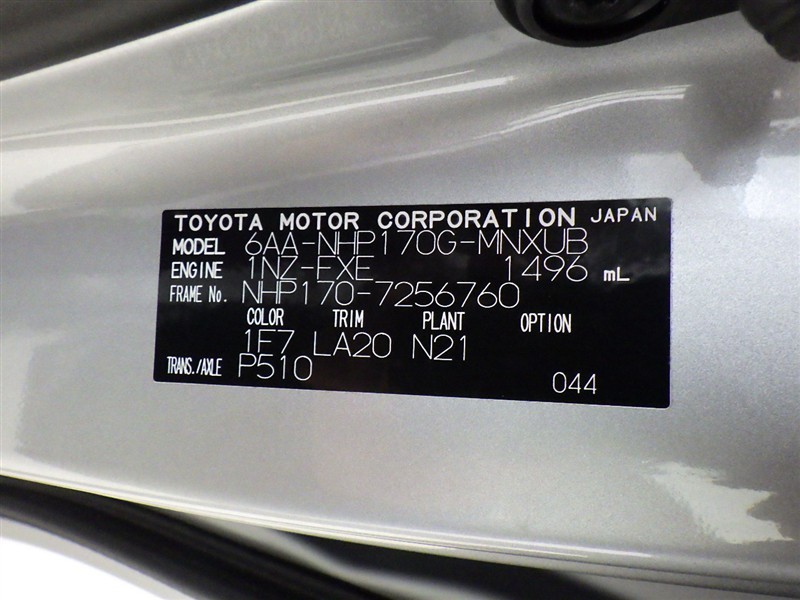 TOYOTA MOTOR CORPORATION JAPAN
MODEL 6AA-NHP170G-MNXUB
ENGINE 1NZ-FXE 1496 mL
FRAME No. NHP170-7256760
COLOR TRIM PLANT OPTION
1F7 LA20 N21
TRANS./AXLE P510
044